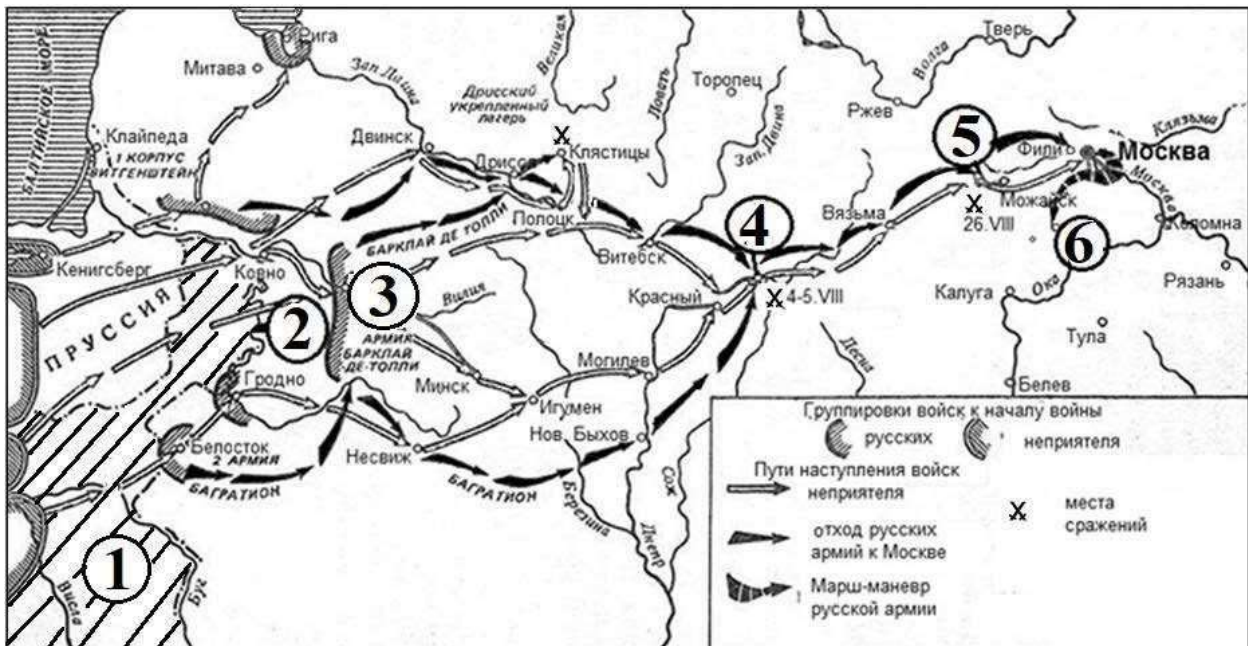 Рига
Митава
Зап. Двина
Великая
Ловать
Торопец
Зап. Двина
Тверь
Волга
Ржев
БАЛТИЙСКОЕ МОРЕ
Клайпеда
1 КОРПУС
ВИТГЕНШТЕЙН
Двинск
Дрисский
укрепленный
лагерь
Дрисса
Клястицы
Полоцк
5
Фили
Москва
Клязьма
Москва
Можайск
26.VIII
Коломна
6
Рязань
Вязьма
4
Витебск
Красный
4-5.VIII
Калуга
Ока
Тула
Белев
Десна
Кенигсберг
Ковно
ПРУССИЯ
2
3
БАРКЛАЙ ДЕ ТОЛЛИ
Вилия
АРМИЯ
БАРКЛАЙ
ДЕ-ТОЛЛИ
Минск
Могилев
Игумен
Гродно
Белосток
2 АРМИЯ
БАГРАТИОН
Несвиж
БАГРАТИОН
Нов. Быхов
Березина
Сож
Днепр
1
Висла
Буг
Группировки войск к началу войны
русских
неприятеля
Пути наступления войск
неприятеля
места
сражений
отход русских
армий к Москве
Марш-маневр
русской армии